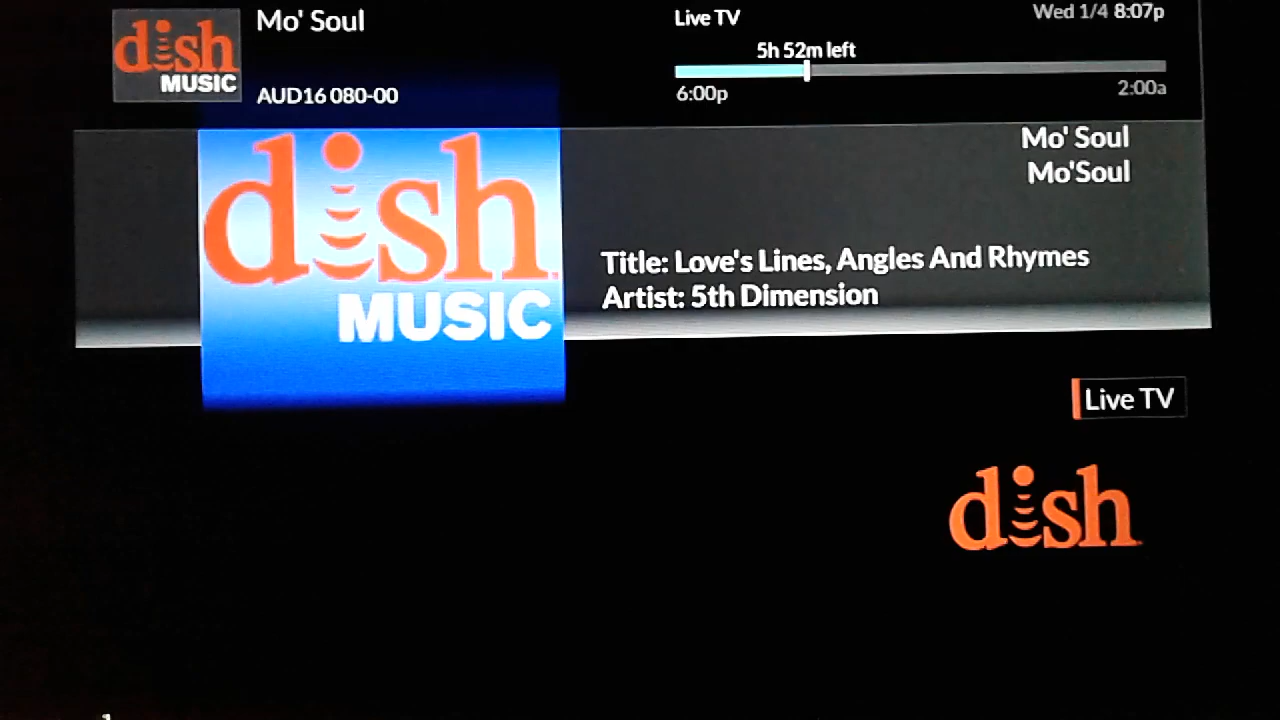 dish
MUSIC
Mo' Soul
AUD16 080-00
Live TV
Wed 1/4 8:07p
5h 52m left
6:00p
2:00a
dish
MUSIC
Mo' Soul
Mo'Soul
Title: Love's Lines, Angles And Rhymes
Artist: 5th Dimension
Live TV
dish